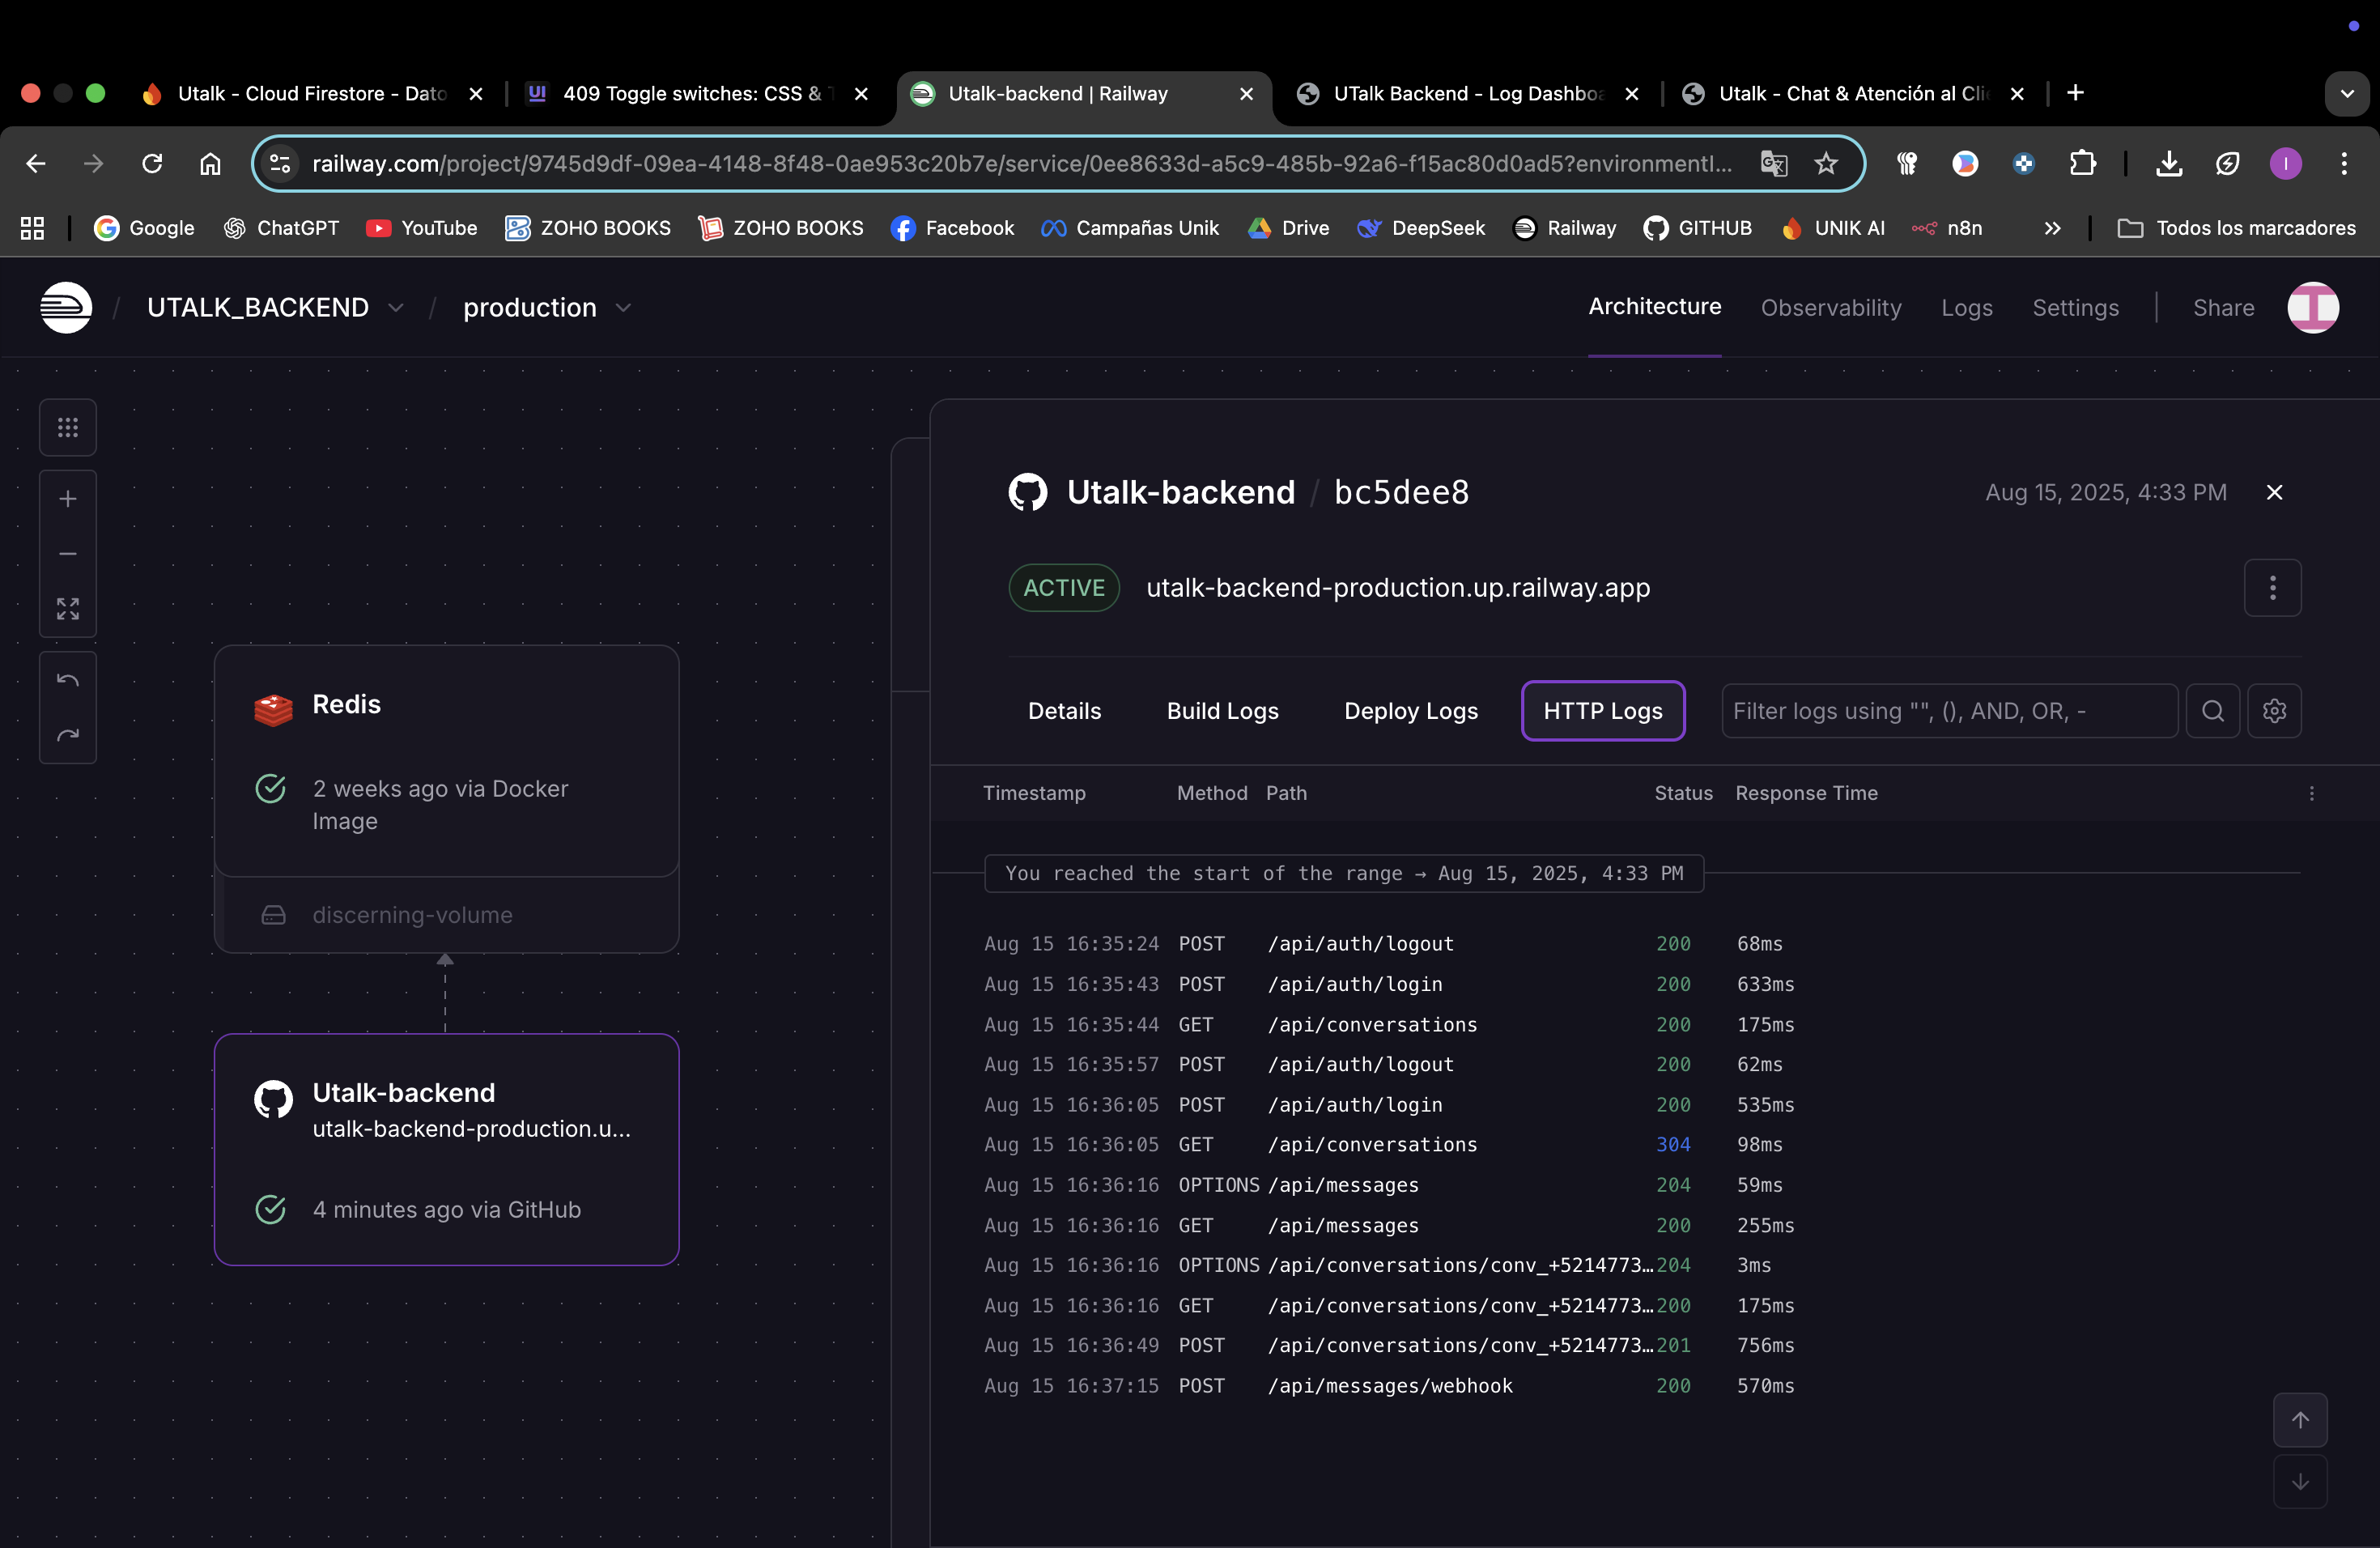 Utalk - Cloud Firestore - Dato
UI 409 Toggle switches: CSS & T
Utalk-backend | Railway
UTalk Backend - Log Dashboa
Utalk - Chat & Atención al Clie
railway.com/project/9745d9df-09ea-4148-8f48-0ae953c20b7e/service/0ee8633d-a5c9-485b-92a6-f15ac80d0ad5?environmentI...
I
Google ChatGPT YouTube ZOHO BOOKS ZOHO BOOKS Facebook Campañas Unik Drive DeepSeek Railway GITHUB UNIK AI n8n Todos los marcadores
/ UTALK_BACKEND / production
Architecture Observability Logs Settings Share
Redis
2 weeks ago via Docker
Image
discerning-volume
Utalk-backend
utalk-backend-production.u...
4 minutes ago via GitHub
Utalk-backend / bc5dee8
Aug 15, 2025, 4:33 PM
ACTIVE utalk-backend-production.up.railway.app
Details Build Logs Deploy Logs HTTP Logs Filter logs using "", (), AND, OR, -
Timestamp Method Path Status Response Time
You reached the start of the range → Aug 15, 2025, 4:33 PM
Aug 15 16:35:24 POST /api/auth/logout 200 68ms
Aug 15 16:35:43 POST /api/auth/login 200 633ms
Aug 15 16:35:44 GET /api/conversations 200 175ms
Aug 15 16:35:57 POST /api/auth/logout 200 62ms
Aug 15 16:36:05 POST /api/auth/login 200 535ms
Aug 15 16:36:05 GET /api/conversations 304 98ms
Aug 15 16:36:16 OPTIONS /api/messages 204 59ms
Aug 15 16:36:16 GET /api/messages 200 255ms
Aug 15 16:36:16 OPTIONS /api/conversations/conv_+5214773… 204 3ms
Aug 15 16:36:16 GET /api/conversations/conv_+5214773… 200 175ms
Aug 15 16:36:49 POST /api/conversations/conv_+5214773… 201 756ms
Aug 15 16:37:15 POST /api/messages/webhook 200 570ms